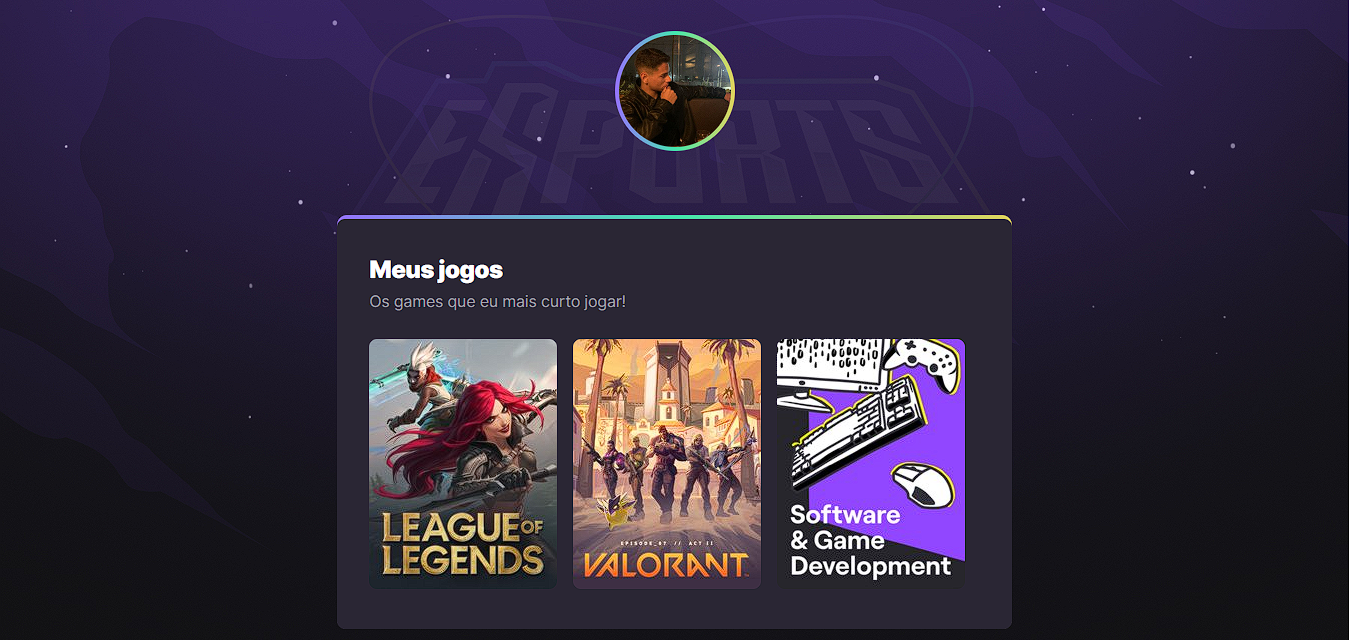 ESPORTS
Meus jogos
Os games que eu mais curto jogar!
LEAGUE OF
LEGENDS
EPISODE_07 // ACT II
VALORANT
Software
& Game
Development